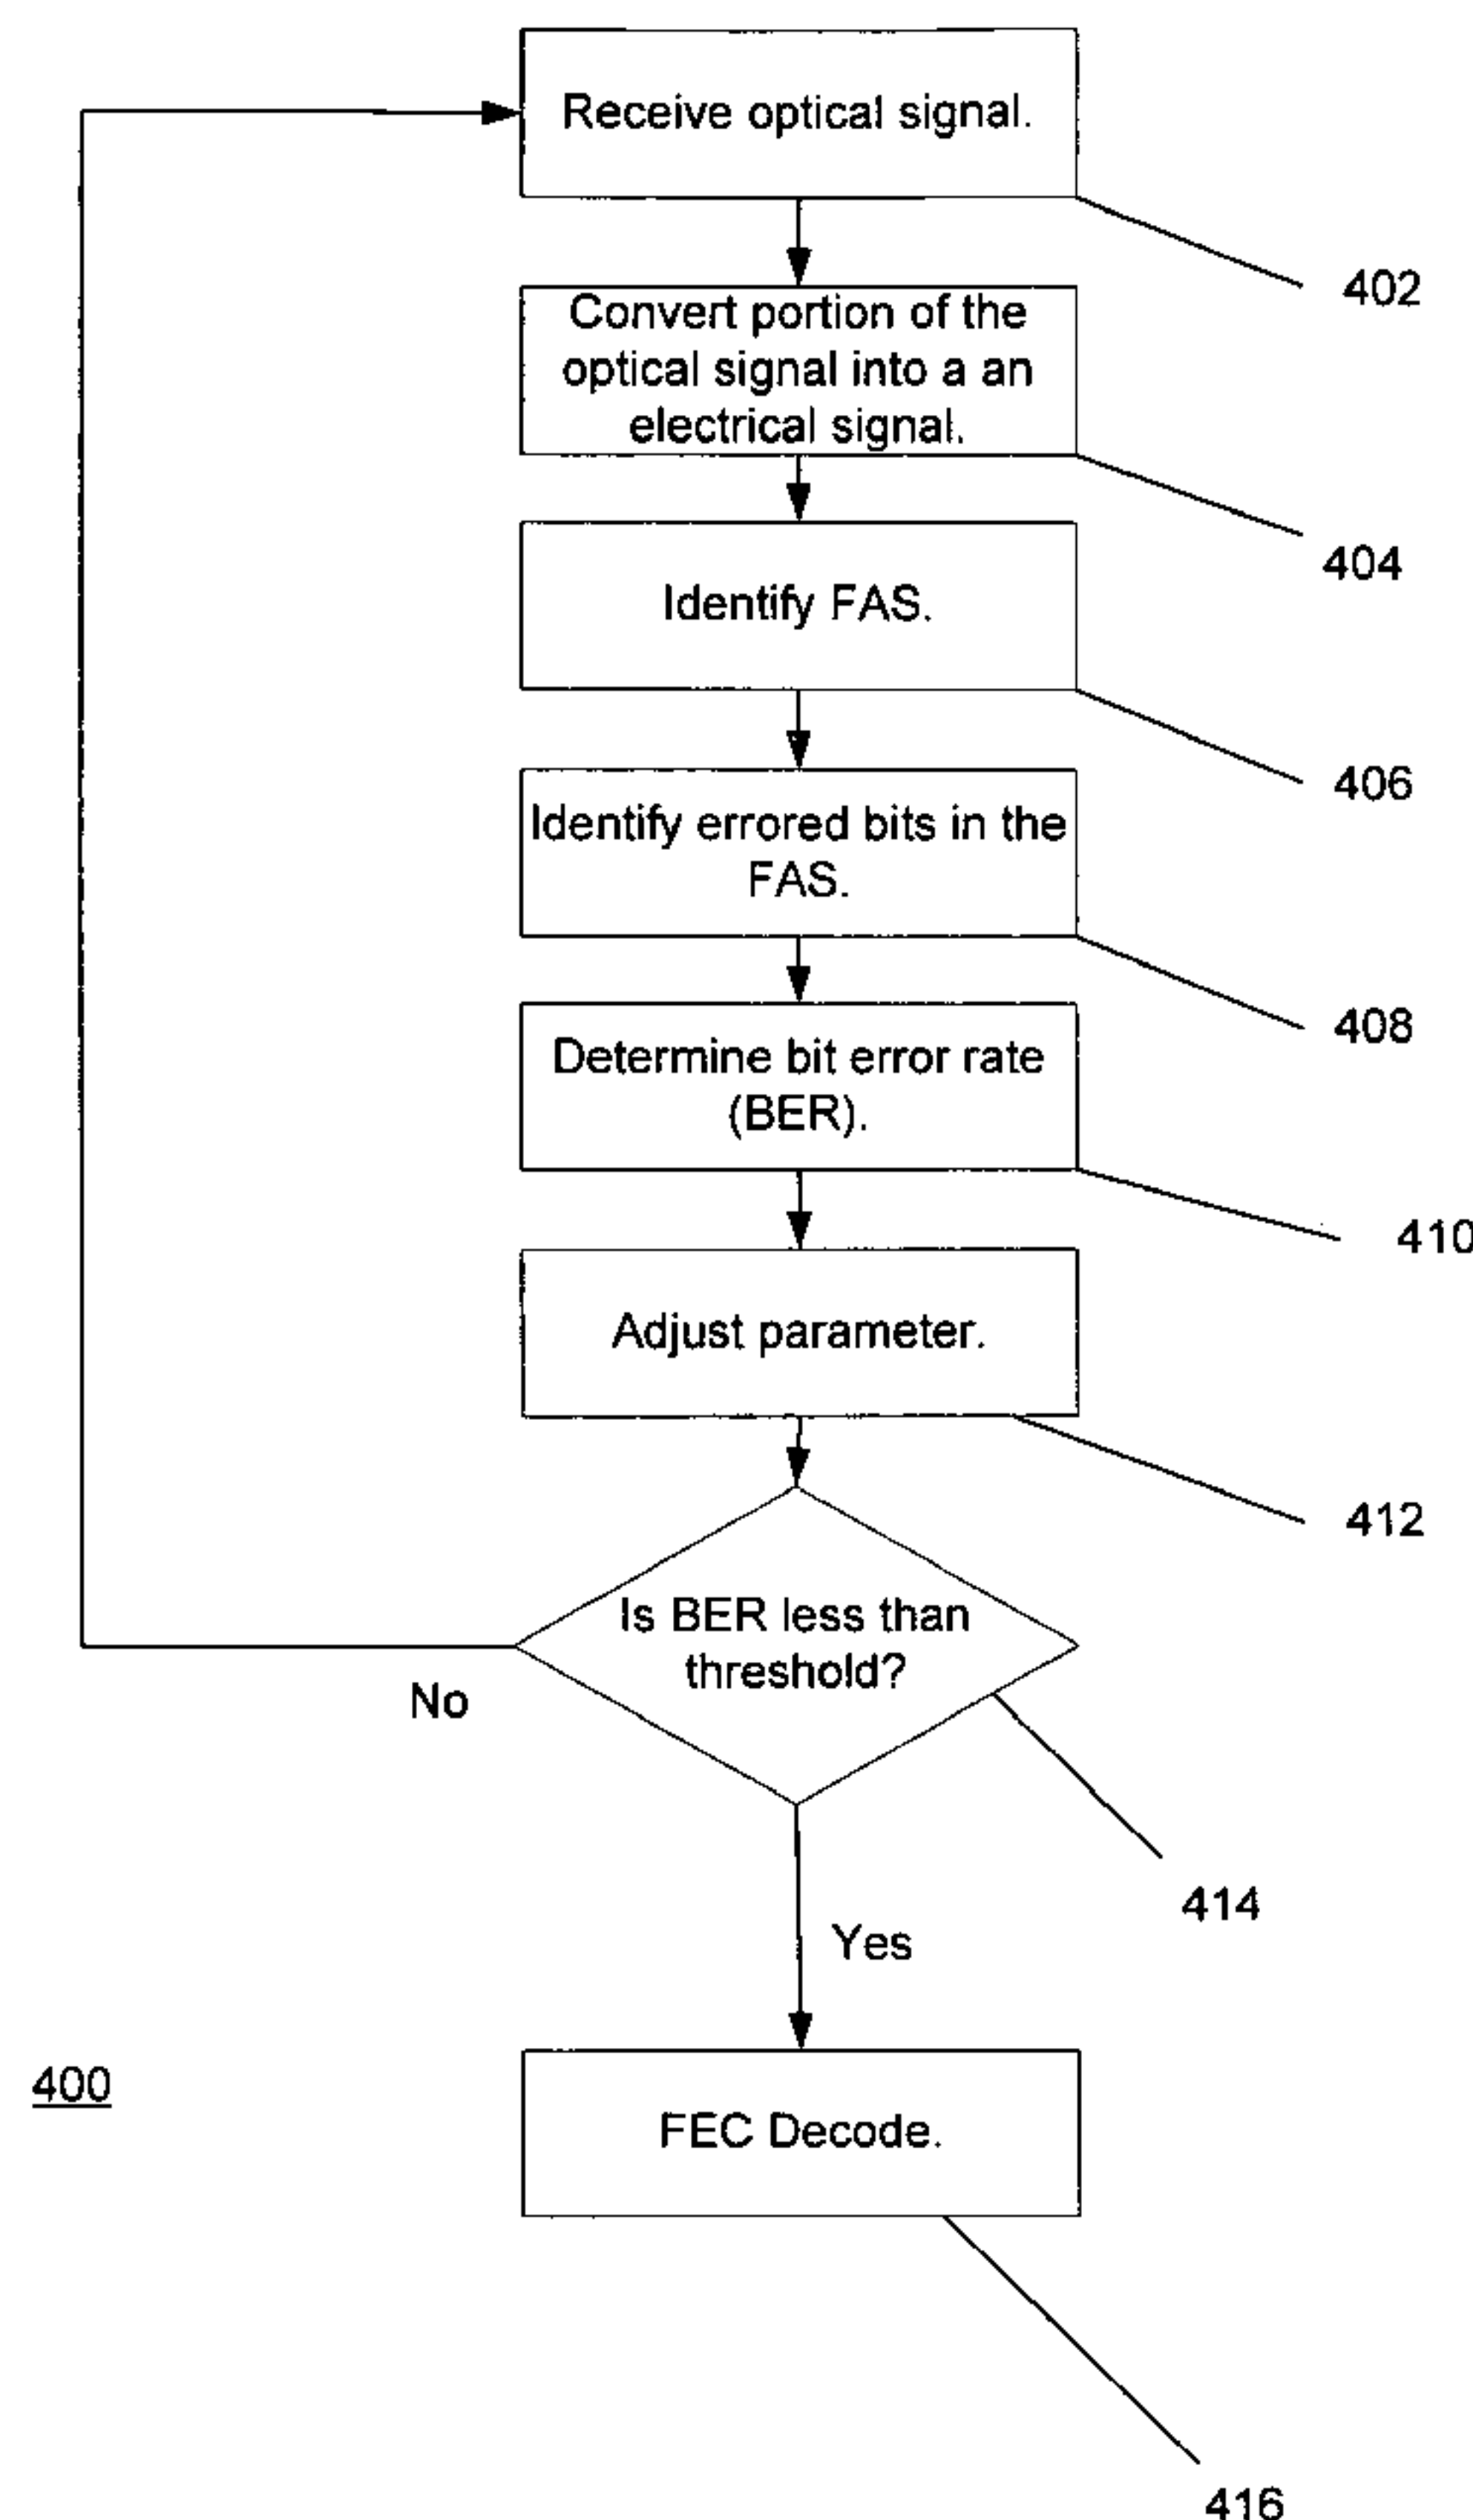 Receive optical signal.
402
Convert portion of the
optical signal into a an
electrical signal.
404
Identify FAS.
406
Identify errored bits in the
FAS.
408
Determine bit error rate
(BER).
410
Adjust parameter.
412
Is BER less than
threshold?
No
414
Yes
400
FEC Decode.
416